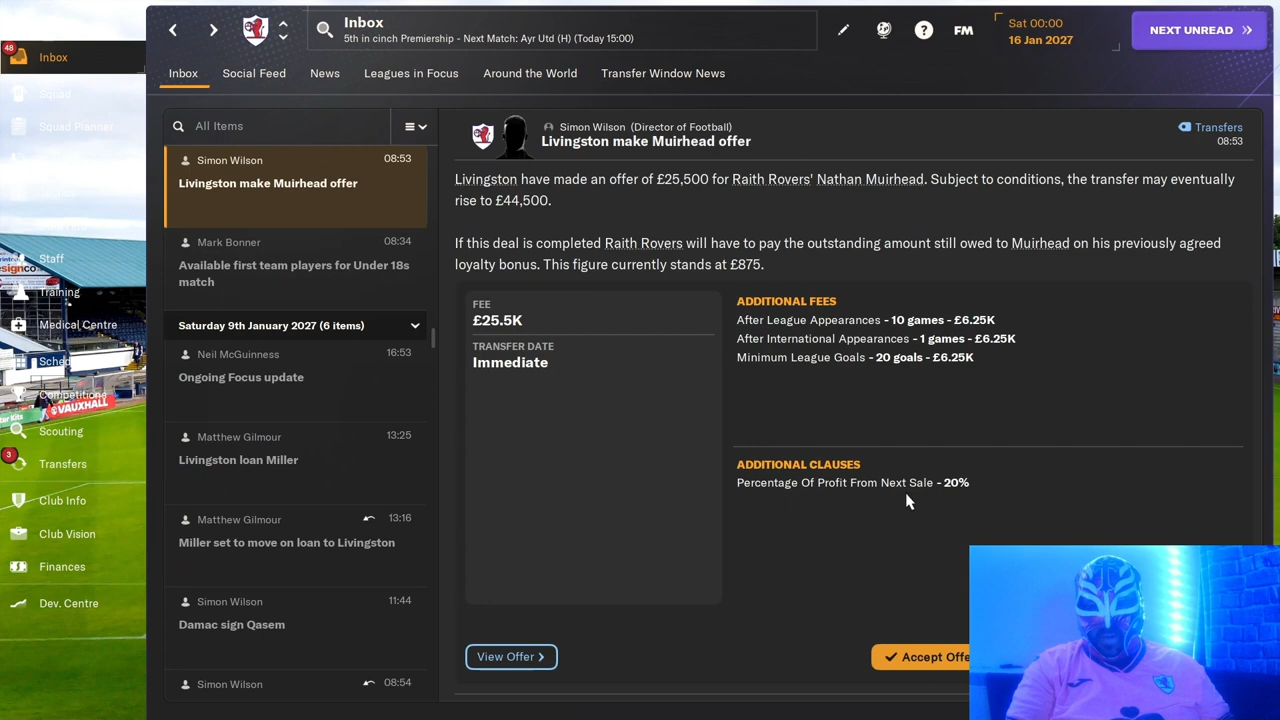 Inbox
5th in cinch Premiership - Next Match: Ayr Utd (H) (Today 15:00)
FM
Sat 00:00
16 Jan 2027
NEXT UNREAD
48
Inbox
Squad
Squad Planner
Staff
Training
Medical Centre
Sched
Competitions
Scouting
3
Transfers
Club Info
Club Vision
Finances
Dev. Centre
VAUXHALL
Inbox
Social Feed
News
Leagues in Focus
Around the World
Transfer Window News
All Items
Simon Wilson 08:53
Livingston make Muirhead offer
Mark Bonner 08:34
Available first team players for Under 18s
match
Saturday 9th January 2027 (6 items)
Neil McGuinness 16:53
Ongoing Focus update
Matthew Gilmour 13:25
Livingston loan Miller
Matthew Gilmour 13:16
Miller set to move on loan to Livingston
Simon Wilson 11:44
Damac sign Qasem
Simon Wilson 08:54
Simon Wilson (Director of Football)
Livingston make Muirhead offer
Transfers
08:53
Livingston have made an offer of £25,500 for Raith Rovers' Nathan Muirhead. Subject to conditions, the transfer may eventually
rise to £44,500.
If this deal is completed Raith Rovers will have to pay the outstanding amount still owed to Muirhead on his previously agreed
loyalty bonus. This figure currently stands at £875.
FEE
£25.5K
TRANSFER DATE
Immediate
ADDITIONAL FEES
After League Appearances - 10 games - £6.25K
After International Appearances - 1 games - £6.25K
Minimum League Goals - 20 goals - £6.25K
ADDITIONAL CLAUSES
Percentage Of Profit From Next Sale - 20%
View Offer
Accept Offe